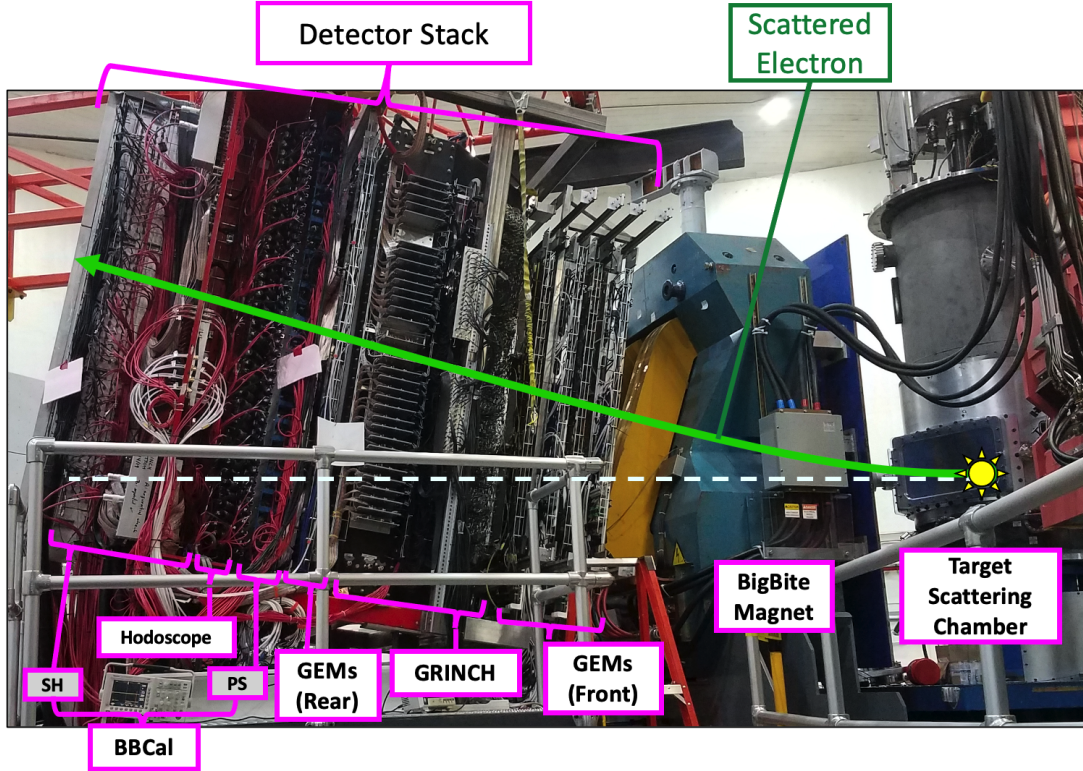 Detector Stack
Scattered
Electron
BigBite
Magnet
Target
Scattering
Chamber
Hodoscope
SH
PS
GEMs
(Rear)
GRINCH
GEMs
(Front)
BBCal